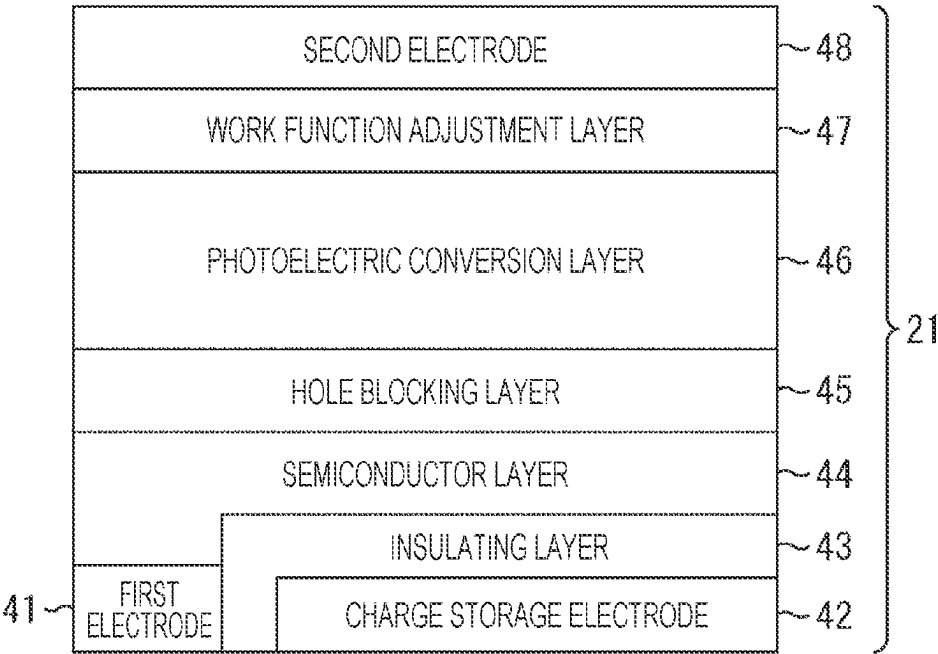 SECOND ELECTRODE 48
WORK FUNCTION ADJUSTMENT LAYER 47
PHOTOELECTRIC CONVERSION LAYER 46
21
HOLE BLOCKING LAYER 45
SEMICONDUCTOR LAYER 44
INSULATING LAYER 43
41 FIRST
ELECTRODE
CHARGE STORAGE ELECTRODE 42